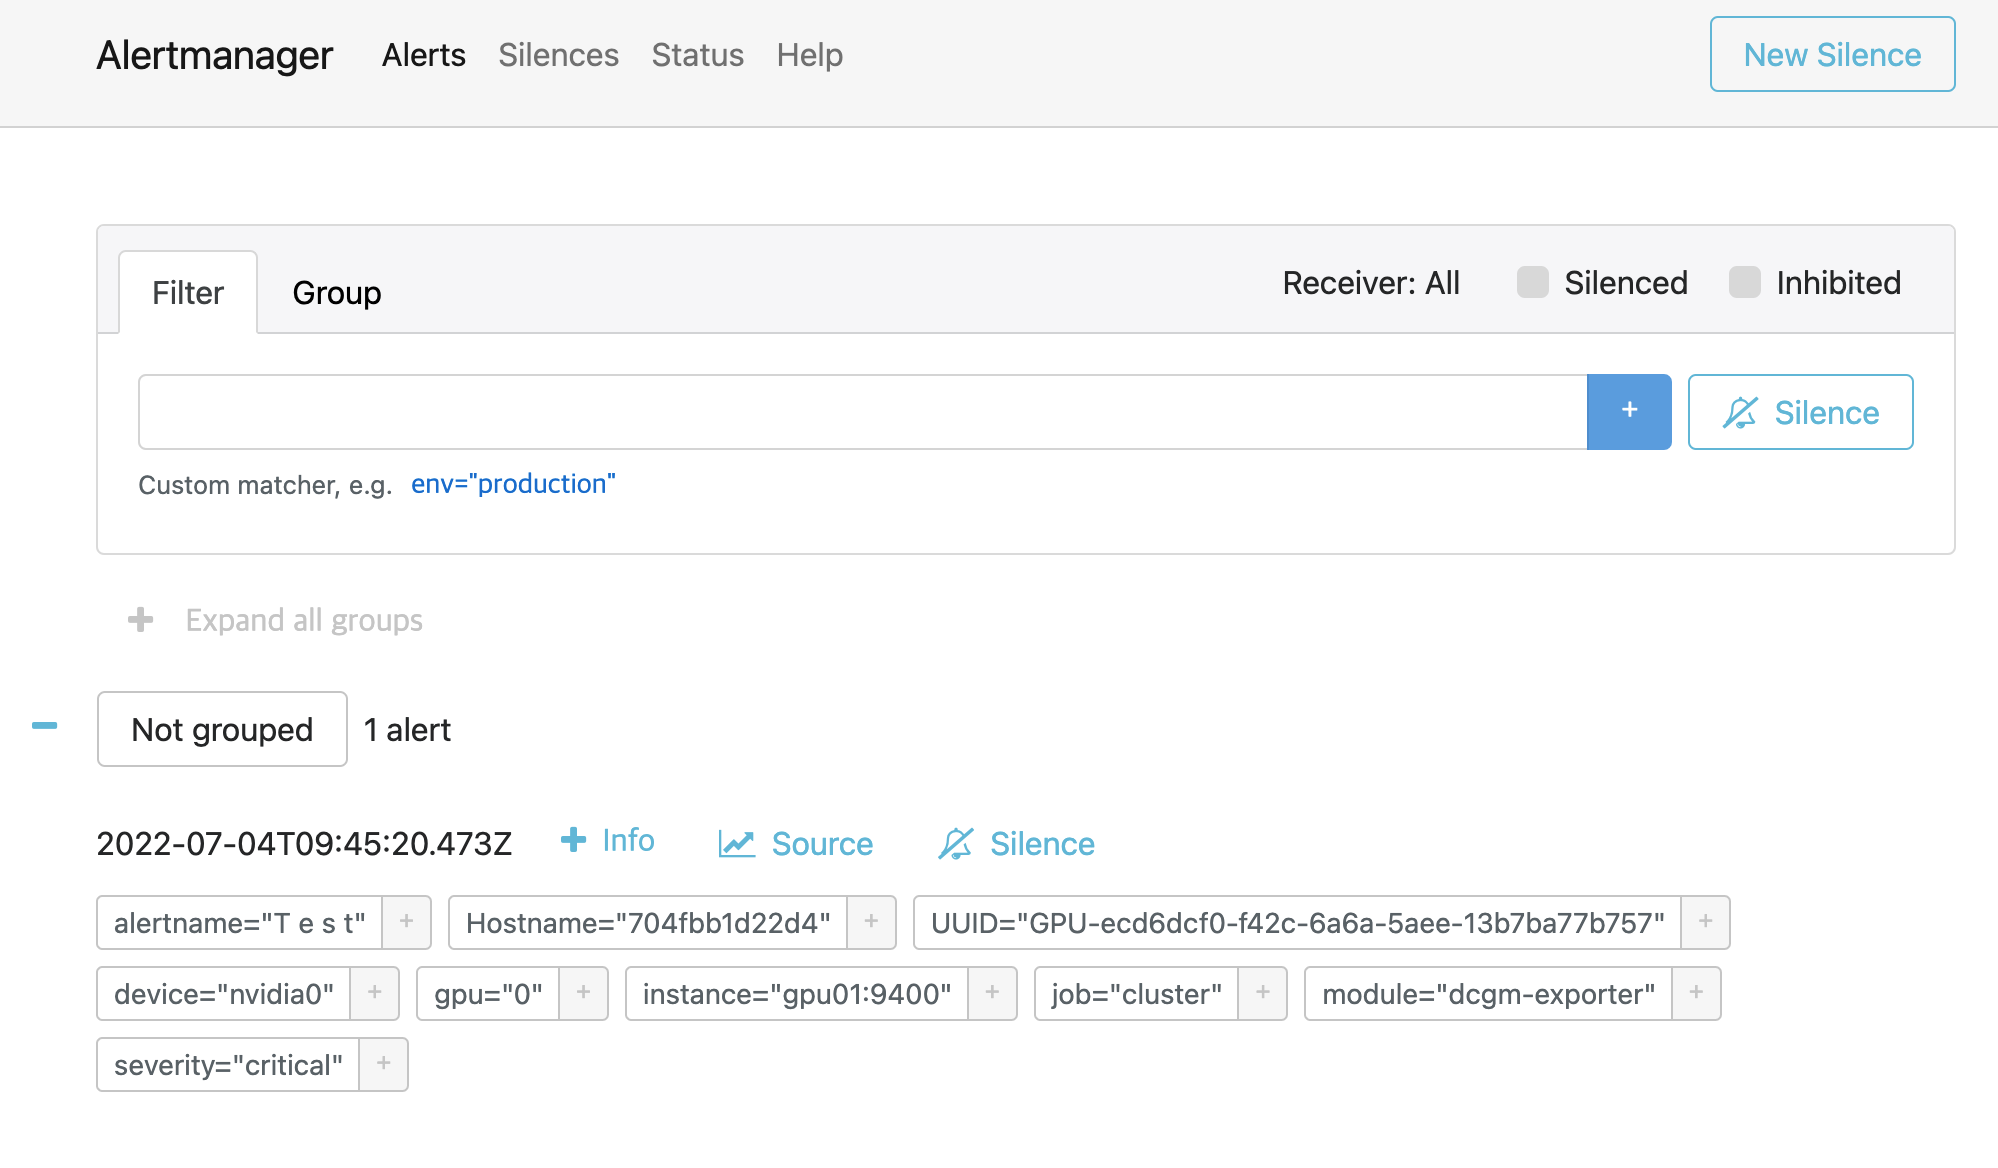 Alertmanager Alerts Silences Status Help New Silence
Filter Group Receiver: All Silenced Inhibited
+ Silence
Custom matcher, e.g. env="production"
+ Expand all groups
Not grouped 1 alert
2022-07-04T09:45:20.473Z + Info Source Silence
alertname="T e s t" + Hostname="704fbb1d22d4" + UUID="GPU-ecd6dcf0-f42c-6a6a-5aee-13b7ba77b757" +
device="nvidia0" + gpu="0" + instance="gpu01:9400" + job="cluster" + module="dcgm-exporter" +
severity="critical" +